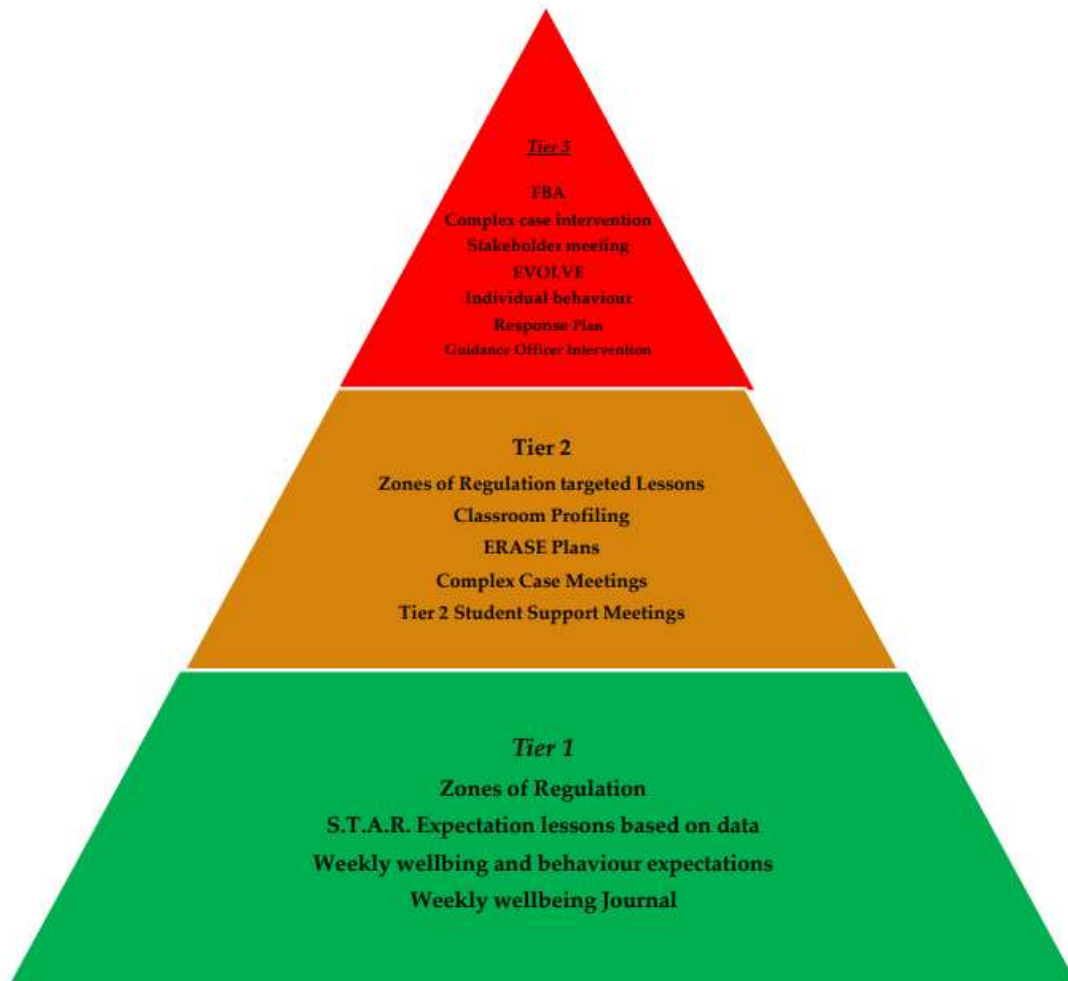 Tier 3
FBA
Complex case intervention
Stakeholder meeting
EVOLVE
Individual behaviour
Response Plan
Guidance Officer Intervention
Tier 2
Zones of Regulation targeted Lessons
Classroom Profiling
ERASE Plans
Complex Case Meetings
Tier 2 Student Support Meetings
Tier 1
Zones of Regulation
S.T.A.R. Expectation lessons based on data
Weekly wellbing and behaviour expectations
Weekly wellbeing Journal